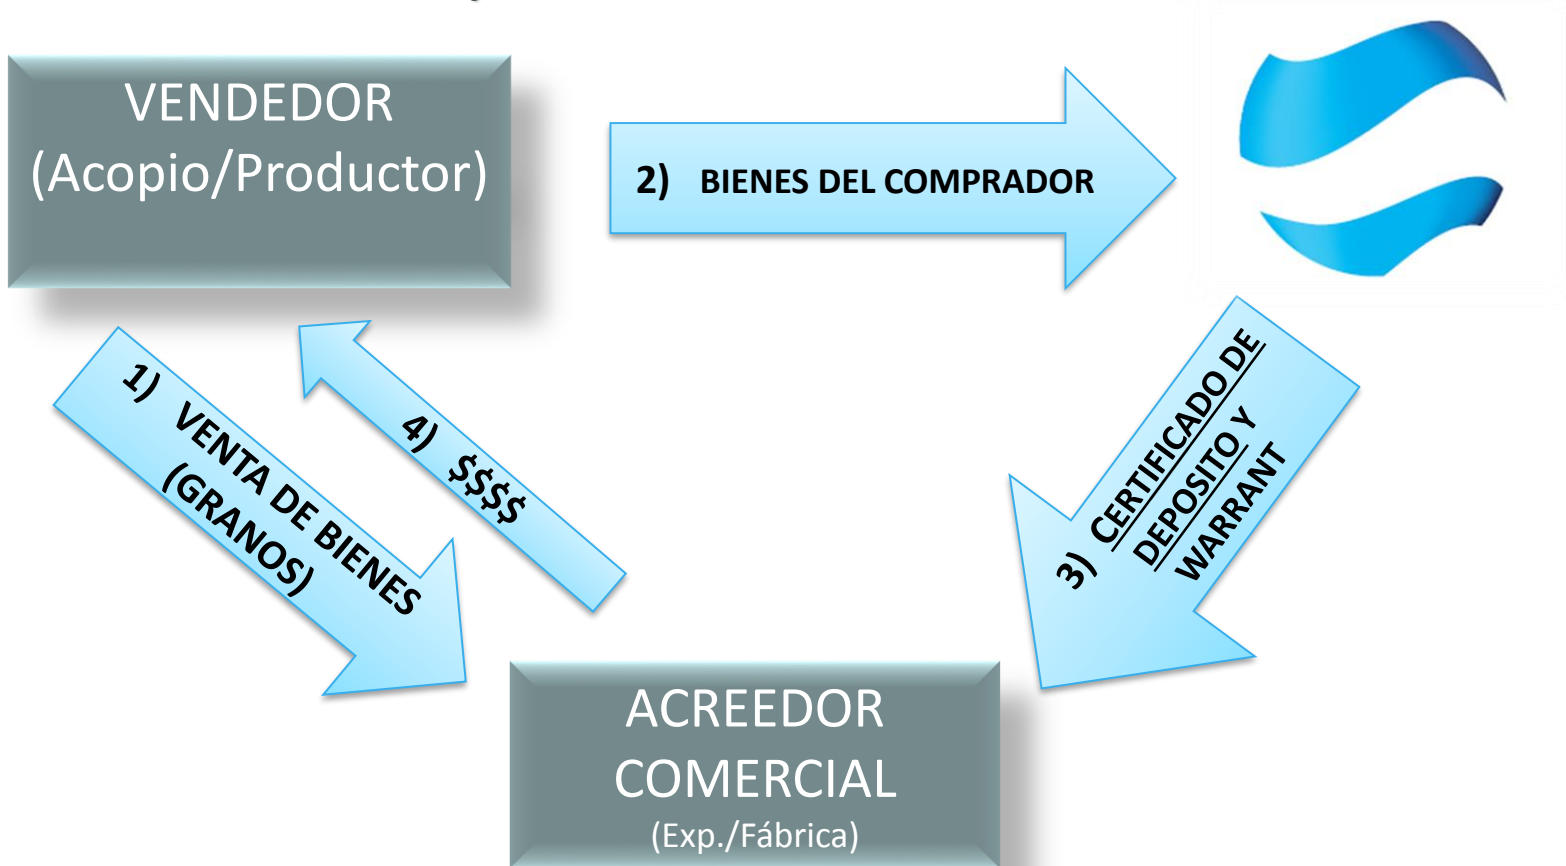 VENDEDOR
(Acopio/Productor)
2) BIENES DEL COMPRADOR
1) VENTA DE BIENES
(GRANOS)
4) $$$$
3) CERTIFICADO DE
DEPOSITO Y
WARRANT
ACREEDOR
COMERCIAL
(Exp./Fábrica)